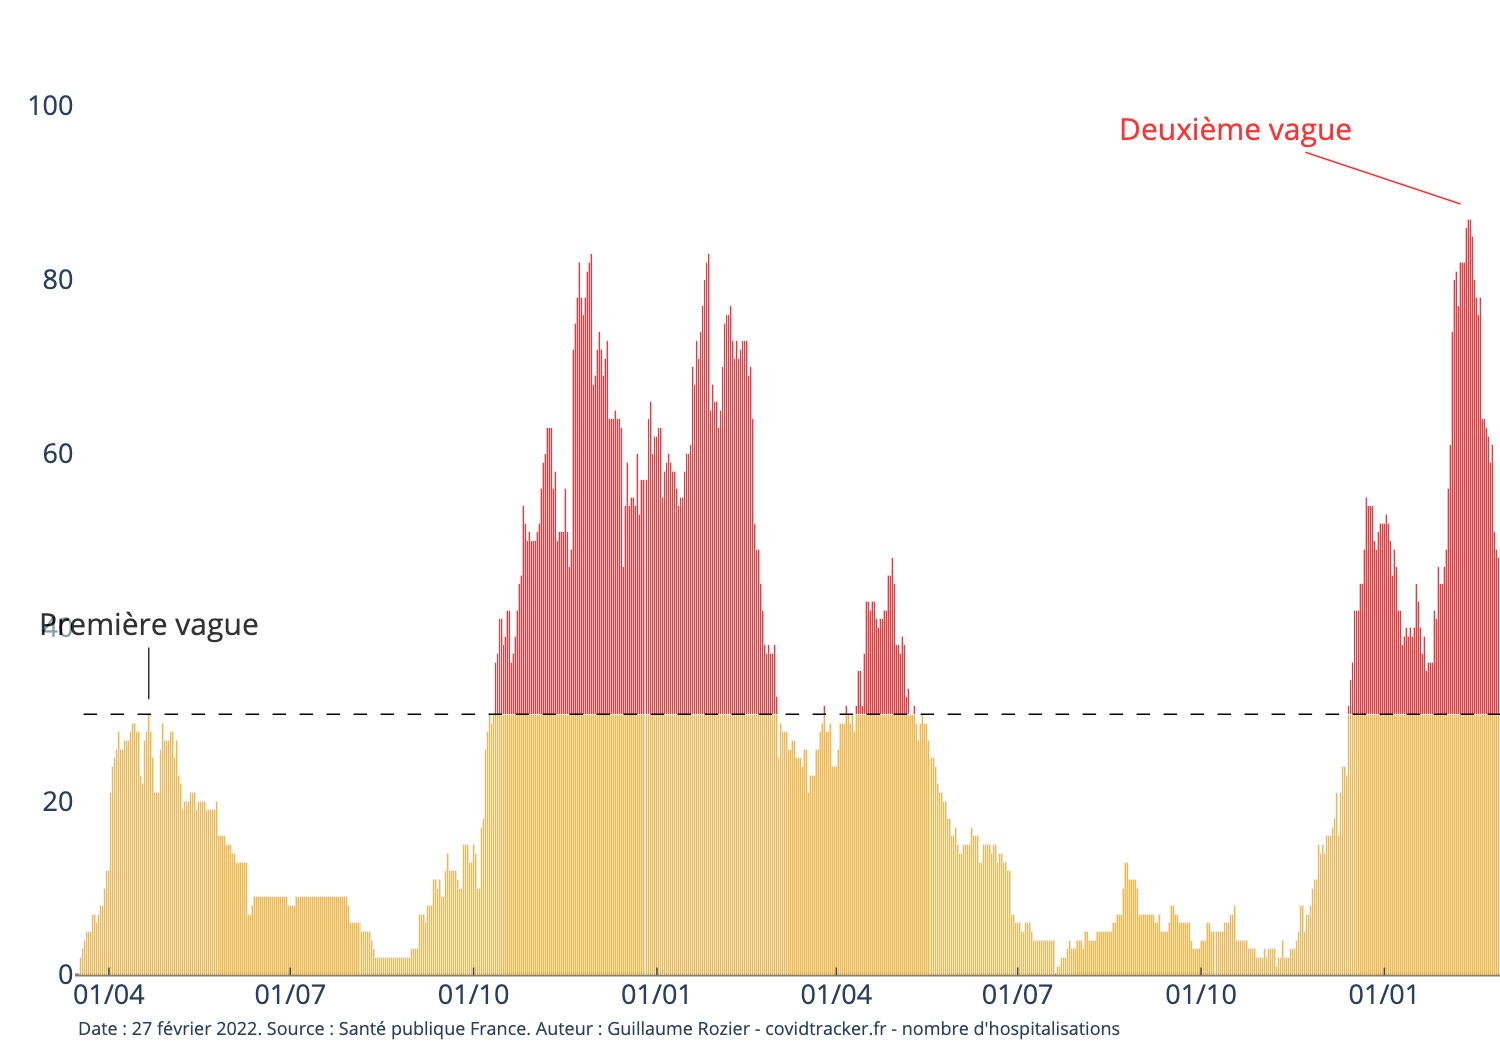 100
Deuxième vague
80
60
40
Première vague
20
0
01/04 01/07 01/10 01/01 01/04 01/07 01/10 01/01
Date : 27 février 2022. Source : Santé publique France. Auteur : Guillaume Rozier - covidtracker.fr - nombre d'hospitalisations